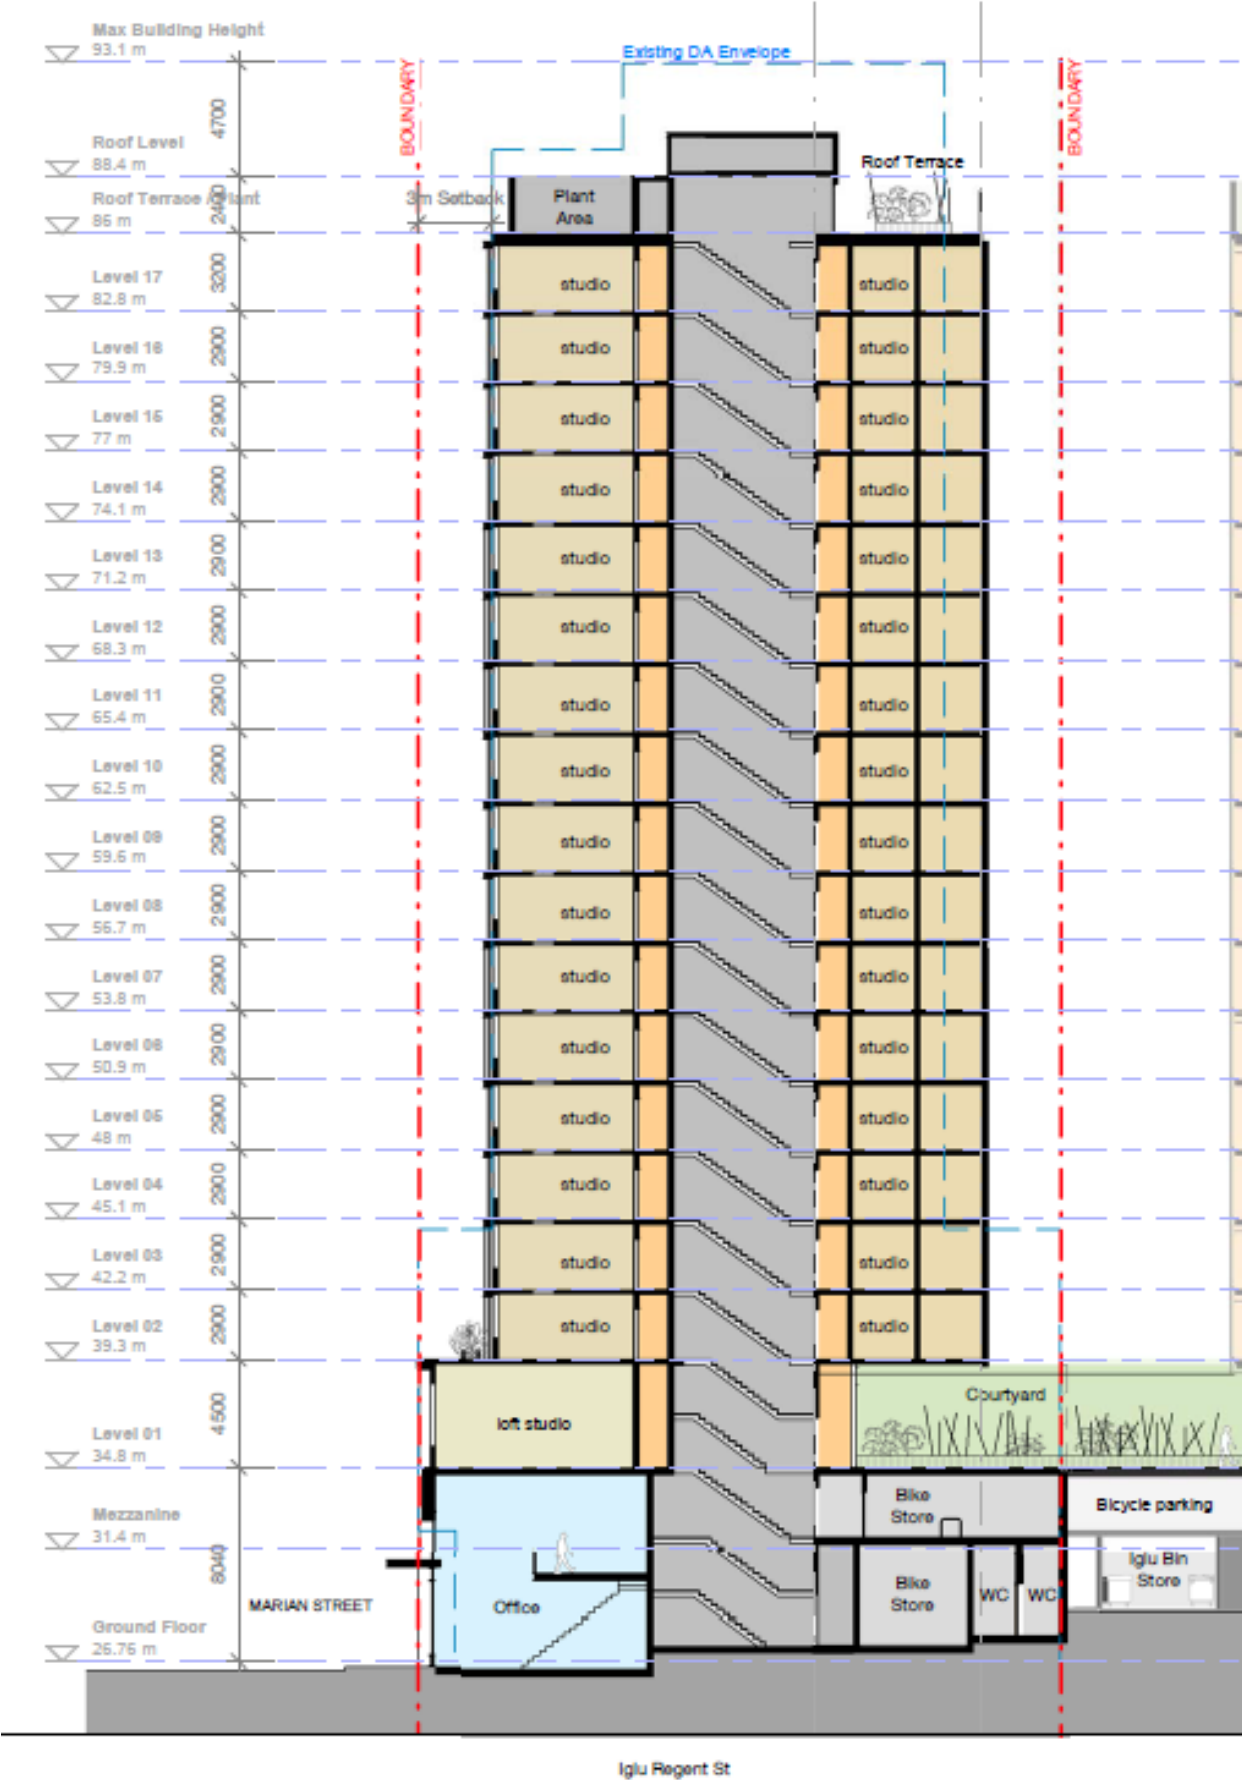 Max Building Height
93.1 m
Existing DA Envelope
BOUNDARY
BOUNDARY
4700
Roof Level
88.4 m
Roof Terrace
Roof Terrace / Plant
86 m
2400
3m Setback
Plant
Area
3200
Level 17
82.8 m
studio
studio
2900
Level 16
79.9 m
studio
studio
2900
Level 15
77 m
studio
studio
2900
Level 14
74.1 m
studio
studio
2900
Level 13
71.2 m
studio
studio
2900
Level 12
68.3 m
studio
studio
2900
Level 11
65.4 m
studio
studio
2900
Level 10
62.5 m
studio
studio
2900
Level 09
59.6 m
studio
studio
2900
Level 08
56.7 m
studio
studio
2900
Level 07
53.8 m
studio
studio
2900
Level 06
50.9 m
studio
studio
2900
Level 05
48 m
studio
studio
2900
Level 04
45.1 m
studio
studio
2900
Level 03
42.2 m
studio
studio
2900
Level 02
39.3 m
studio
studio
4500
Level 01
34.8 m
loft studio
Courtyard
Mezzanine
31.4 m
Bike
Store
Bicycle parking
8040
Iglu Bin
Store
MARIAN STREET
Office
Bike
Store
WC
WC
Ground Floor
26.76 m
Iglu Regent St